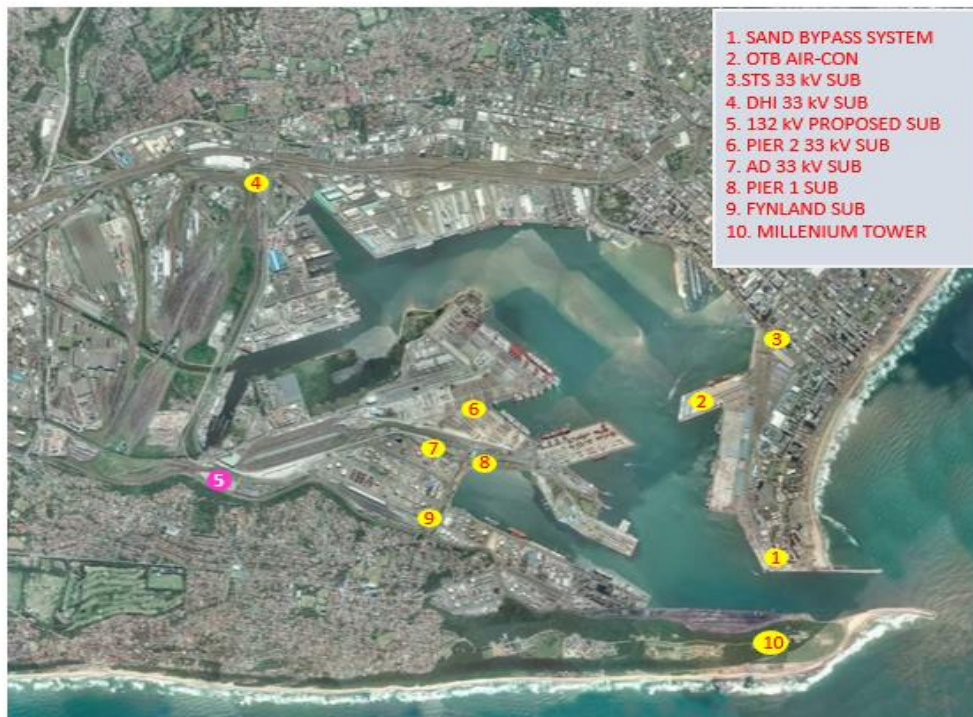 1. SAND BYPASS SYSTEM
2. OTB AIR-CON
3.STS 33 kV SUB
4. DHI 33 kV SUB
5. 132 kV PROPOSED SUB
6. PIER 2 33 kV SUB
7. AD 33 kV SUB
8. PIER 1 SUB
9. FYNLAND SUB
10. MILLENIUM TOWER
4
3
2
6
7
8
5
9
1
10